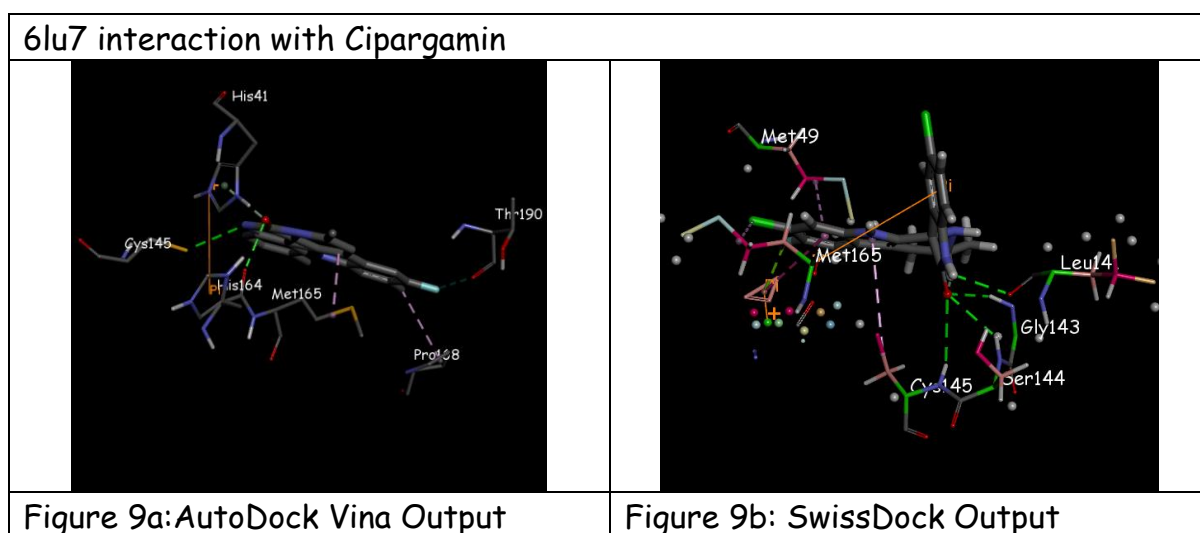 6lu7 interaction with Cipargamin
His41
Thr190
Cys145
His164
Met165
Met49
Met165
Leu14
Gly143
Cys145
Ser144
Figure 9a:AutoDock Vina Output
Figure 9b: SwissDock Output